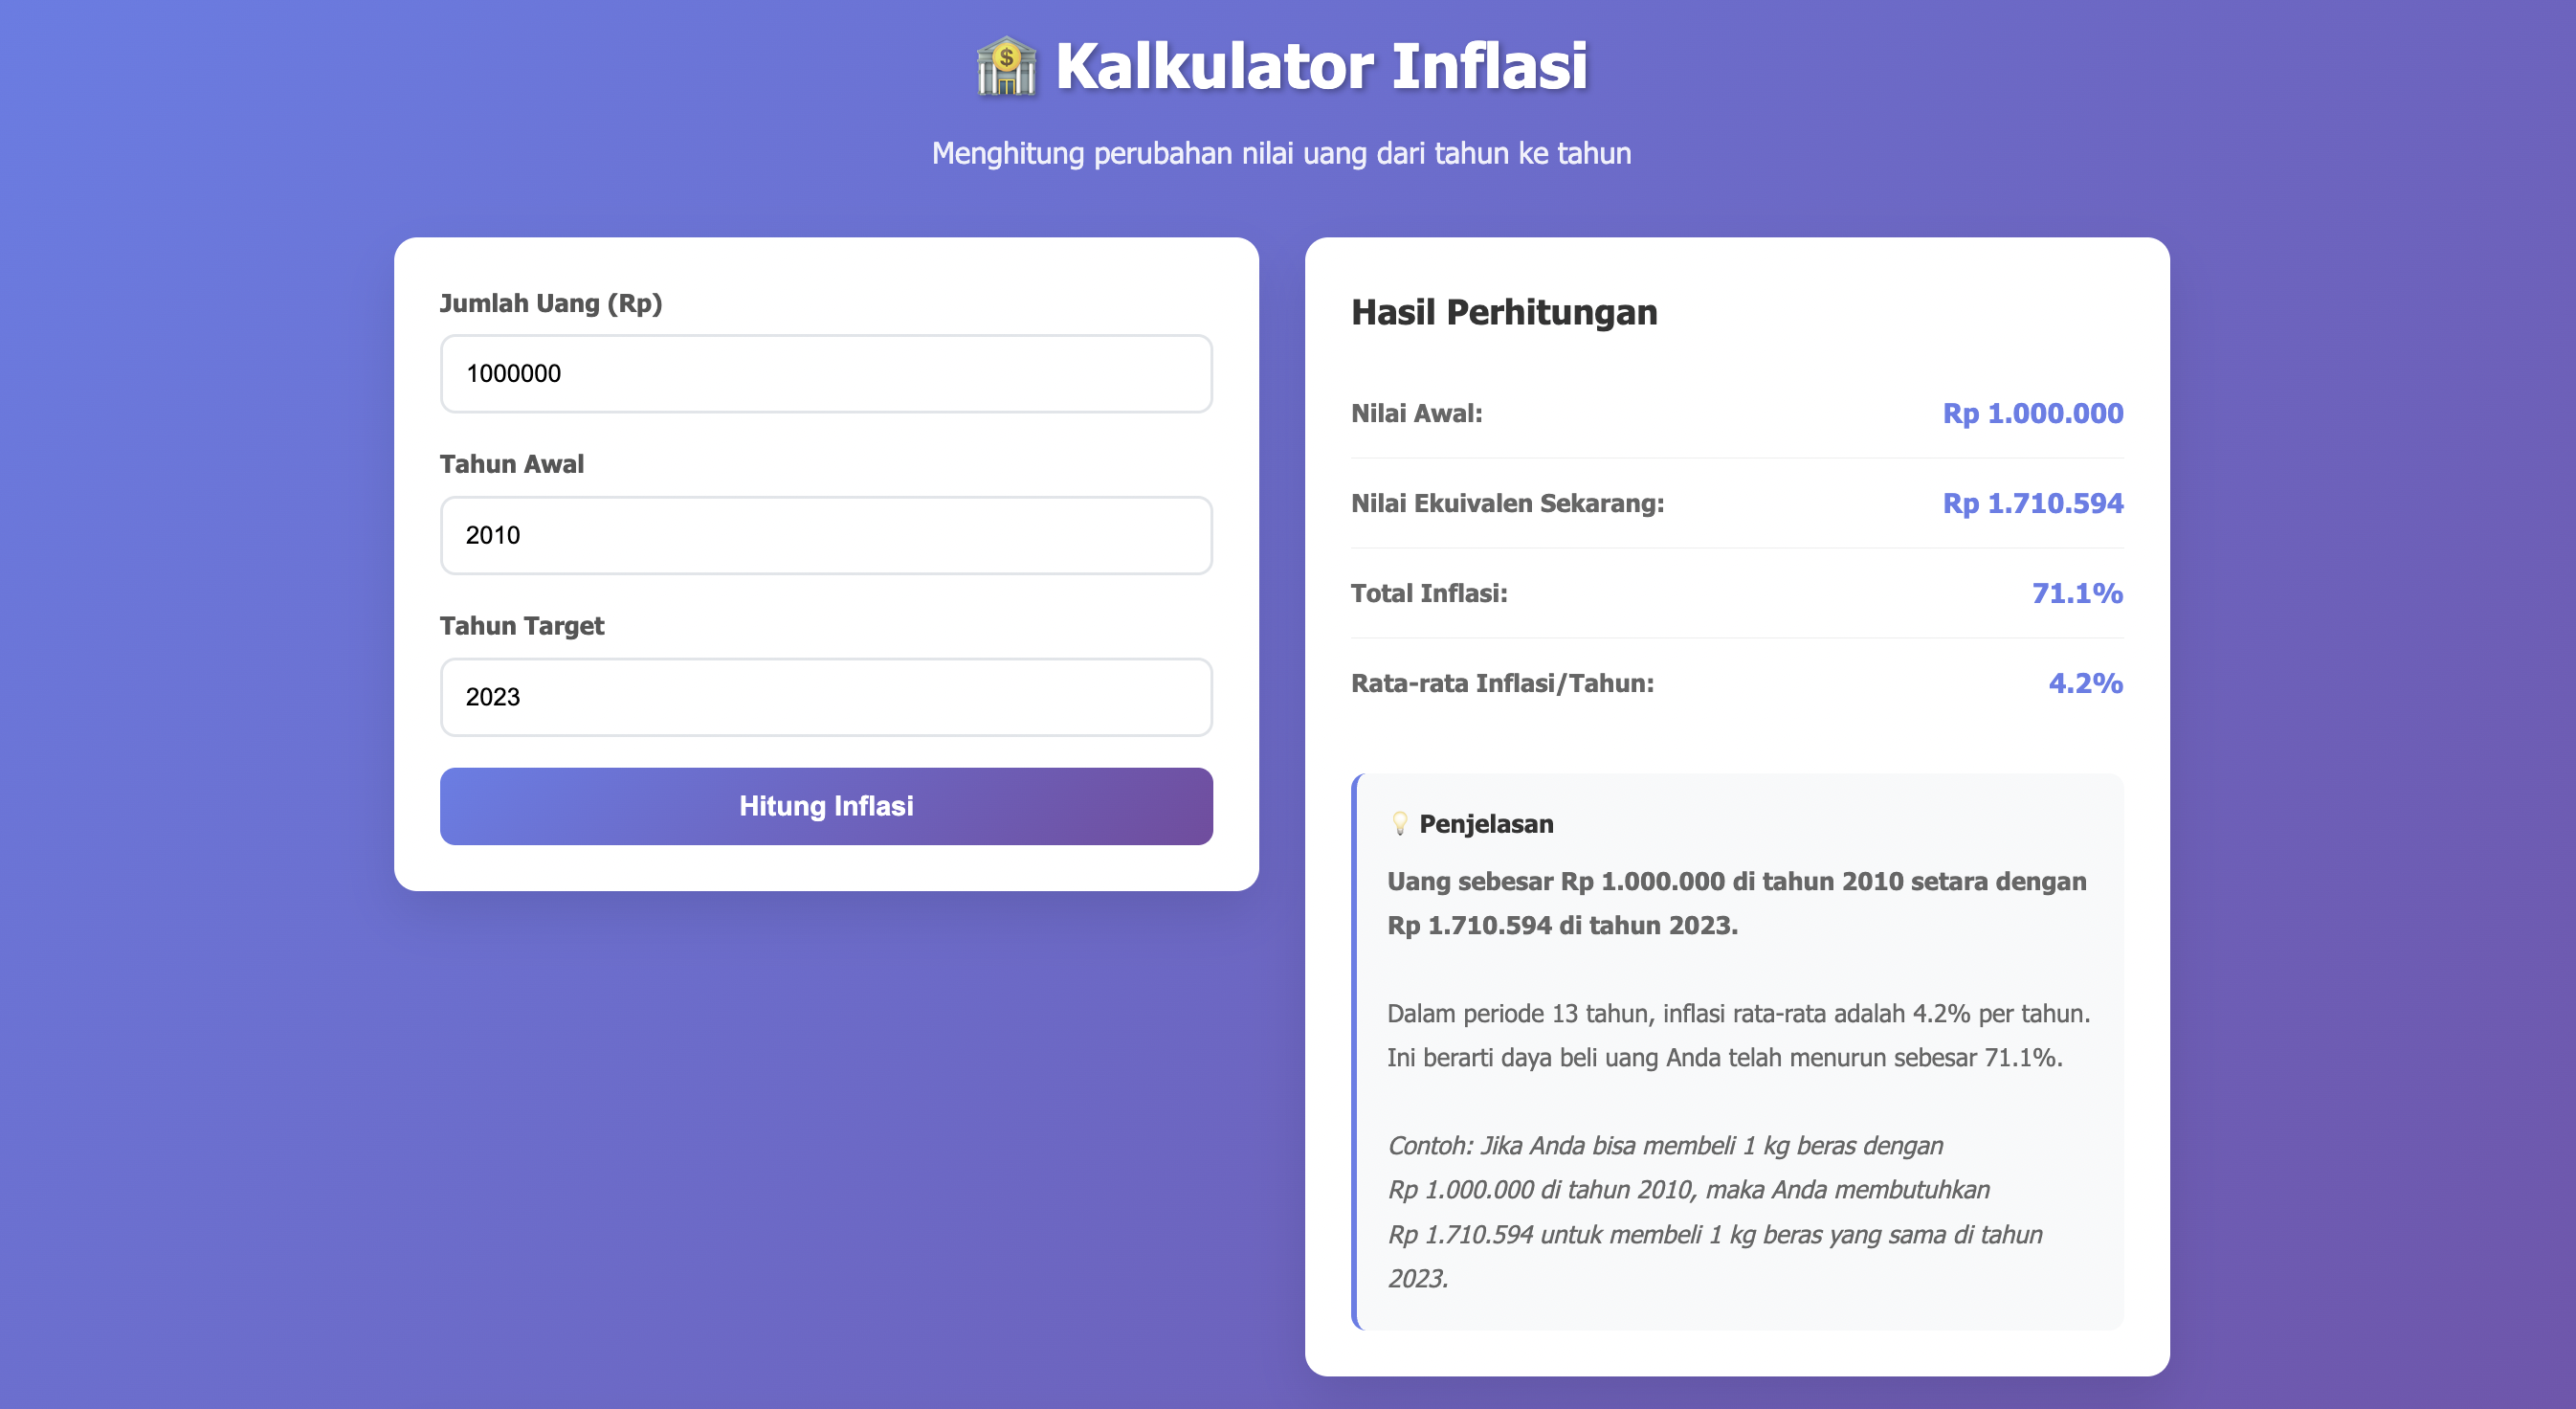 Kalkulator Inflasi
Menghitung perubahan nilai uang dari tahun ke tahun
Jumlah Uang (Rp)
1000000
Tahun Awal
2010
Tahun Target
2023
Hitung Inflasi
Hasil Perhitungan
Nilai Awal: Rp 1.000.000
Nilai Ekuivalen Sekarang: Rp 1.710.594
Total Inflasi: 71.1%
Rata-rata Inflasi/Tahun: 4.2%
Penjelasan
Uang sebesar Rp 1.000.000 di tahun 2010 setara dengan
Rp 1.710.594 di tahun 2023.
Dalam periode 13 tahun, inflasi rata-rata adalah 4.2% per tahun.
Ini berarti daya beli uang Anda telah menurun sebesar 71.1%.
Contoh: Jika Anda bisa membeli 1 kg beras dengan
Rp 1.000.000 di tahun 2010, maka Anda membutuhkan
Rp 1.710.594 untuk membeli 1 kg beras yang sama di tahun
2023.